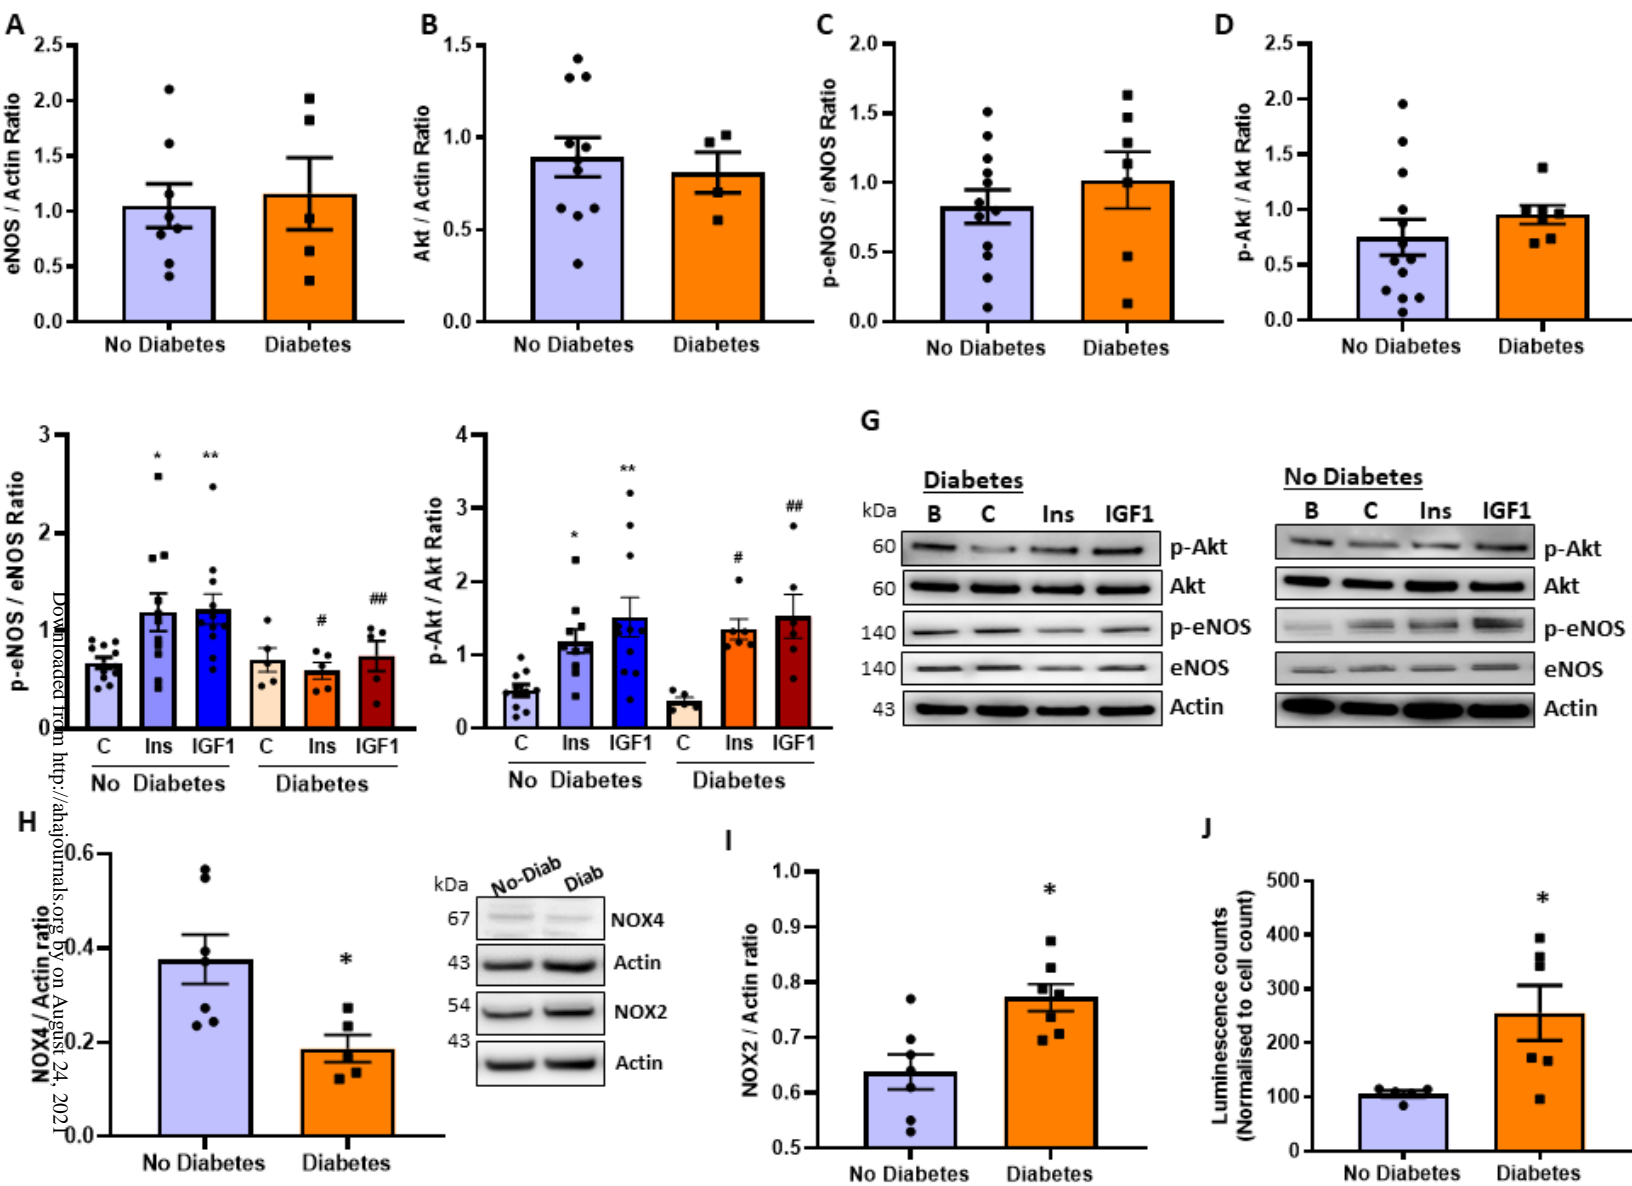 A
eNOS / Actin Ratio
2.5
2.0
1.5
1.0
0.5
0.0
No Diabetes
Diabetes
B
Akt / Actin Ratio
1.5
1.0
0.5
0.0
No Diabetes
Diabetes
C
p-eNOS / eNOS Ratio
2.0
1.5
1.0
0.5
0.0
No Diabetes
Diabetes
D
p-Akt / Akt Ratio
2.5
2.0
1.5
1.0
0.5
0.0
No Diabetes
Diabetes
p-eNOS / eNOS Ratio
3
2
1
0
*
**
#
##
C Ins IGF1 C Ins IGF1
No Diabetes Diabetes
p-Akt / Akt Ratio
4
3
2
1
0
*
**
#
##
C Ins IGF1 C Ins IGF1
No Diabetes Diabetes
G
Diabetes
kDa B C Ins IGF1
60 p-Akt
60 Akt
140 p-eNOS
140 eNOS
43 Actin
No Diabetes
B C Ins IGF1
p-Akt
Akt
p-eNOS
eNOS
Actin
Downloaded from http://ahajournals.org by on August 24, 2021
H
NOX4 / Actin ratio
0.6
0.4
0.2
0.0
*
No Diabetes
Diabetes
kDa No-Diab Diab
67 NOX4
43 Actin
54 NOX2
43 Actin
I
NOX2 / Actin ratio
1.0
0.9
0.8
0.7
0.6
0.5
*
No Diabetes
Diabetes
J
Luminescence counts
(Normalised to cell count)
500
400
300
200
100
0
*
No Diabetes
Diabetes